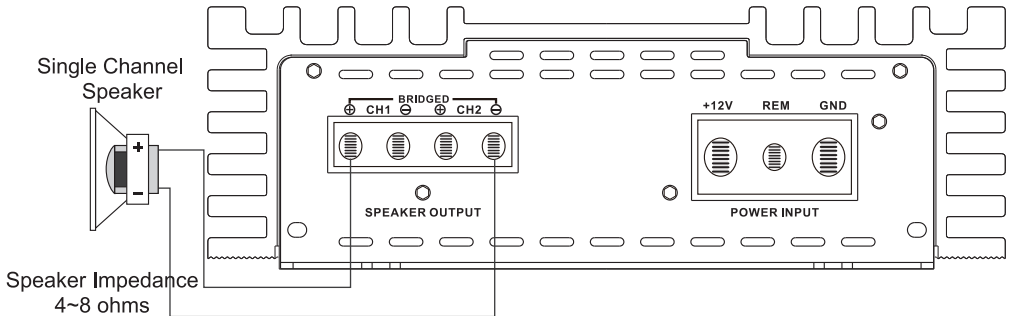 Single Channel
Speaker
+
−
BRIDGED
⊕ CH1 ⊖ ⊕ CH2 ⊖
SPEAKER OUTPUT
+12V REM GND
POWER INPUT
Speaker Impedance
4~8 ohms